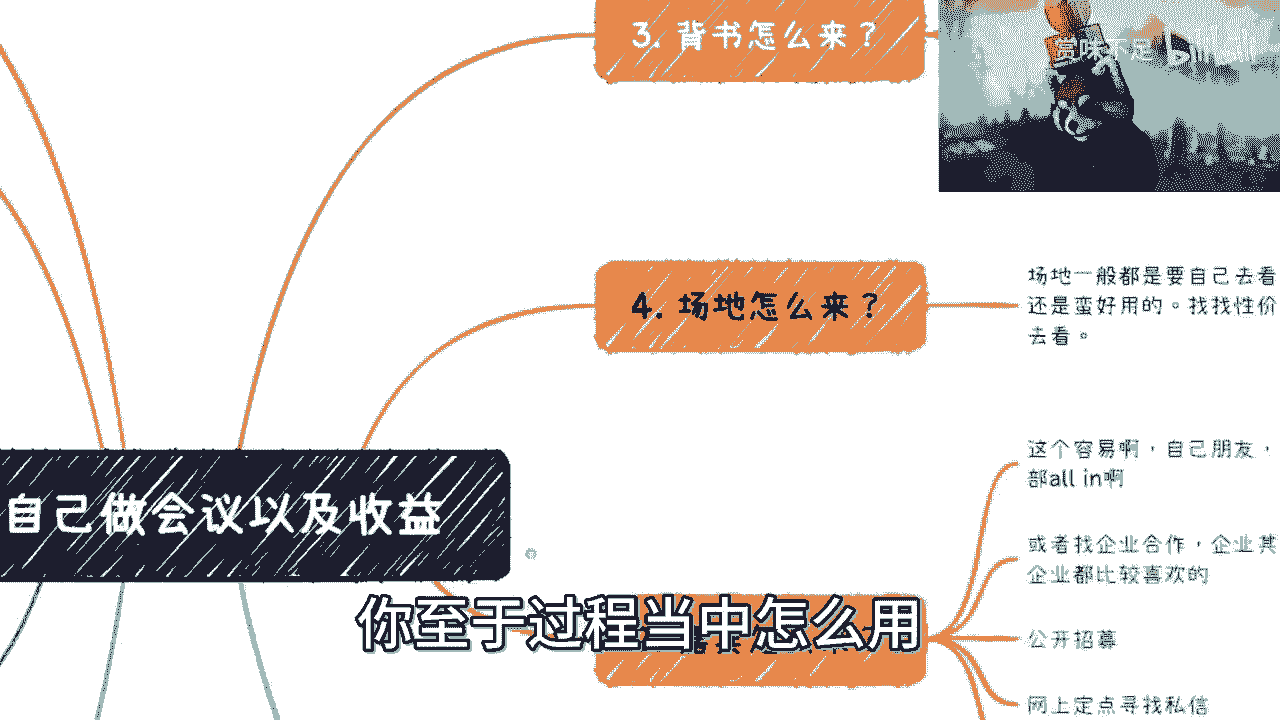 3. 背书怎么来？
赏味不足 bilibili
4. 场地怎么来？
场地一般都是要自己去看
还是蛮好用的。找找性价
去看。
自己做会议以及收益
这个容易啊，自己朋友，
部all in啊
或者找企业合作，企业其
企业都比较喜欢的
公开招募
网上定点寻找私信
你至于过程当中怎么用